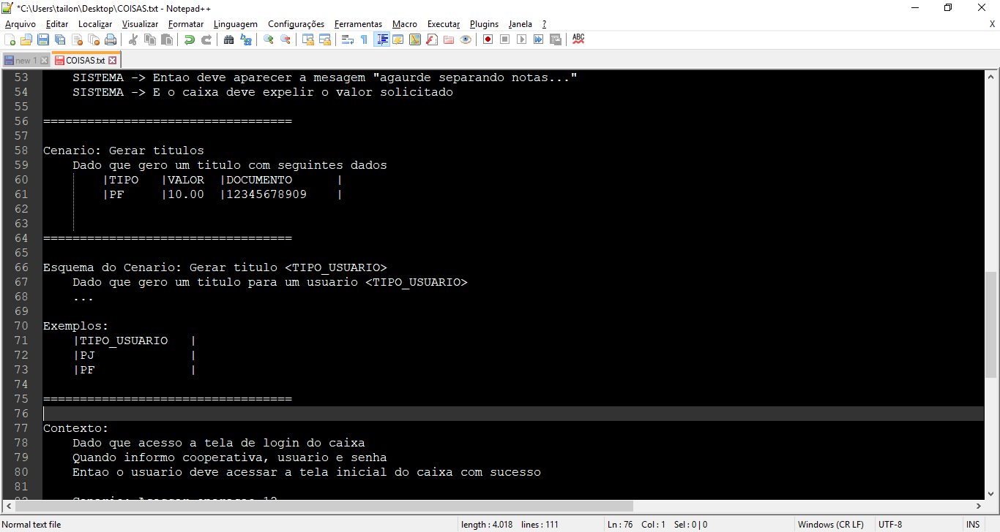 *C:\Users\tailon\Desktop\COISAS.txt - Notepad++
Arquivo Editar Localizar Visualizar Formatar Linguagem Configurações Ferramentas Macro Executar Plugins Janela ? X
ABC
new 1 COISAS.txt
53 SISTEMA -> Entao deve aparecer a mesagem "agaurde separando notas..."
54 SISTEMA -> E o caixa deve expelir o valor solicitado
55
56 ==================================
57
58 Cenario: Gerar titulos
59 Dado que gero um titulo com seguintes dados
60 |TIPO |VALOR |DOCUMENTO |
61 |PF |10.00 |12345678909 |
62
63
64 ==================================
65
66 Esquema do Cenario: Gerar titulo <TIPO_USUARIO>
67 Dado que gero um titulo para um usuario <TIPO_USUARIO>
68 ...
69
70 Exemplos:
71 |TIPO_USUARIO |
72 |PJ |
73 |PF |
74
75 ==================================
76
77 Contexto:
78 Dado que acesso a tela de login do caixa
79 Quando informo cooperativa, usuario e senha
80 Entao o usuario deve acessar a tela inicial do caixa com sucesso
81
Normal text file length : 4.018 lines : 111 Ln : 76 Col : 1 Sel : 0 | 0 Windows (CR LF) UTF-8 INS